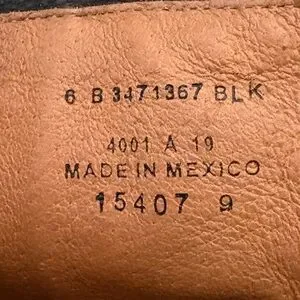 6 B 3471367 BLK
4001 A 19
MADE IN MEXICO
15407 9